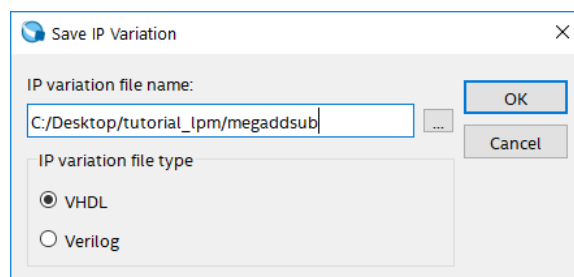 Save IP Variation
IP variation file name:
C:/Desktop/tutorial_lpm/megaddsub
...
OK
Cancel
IP variation file type
VHDL
Verilog